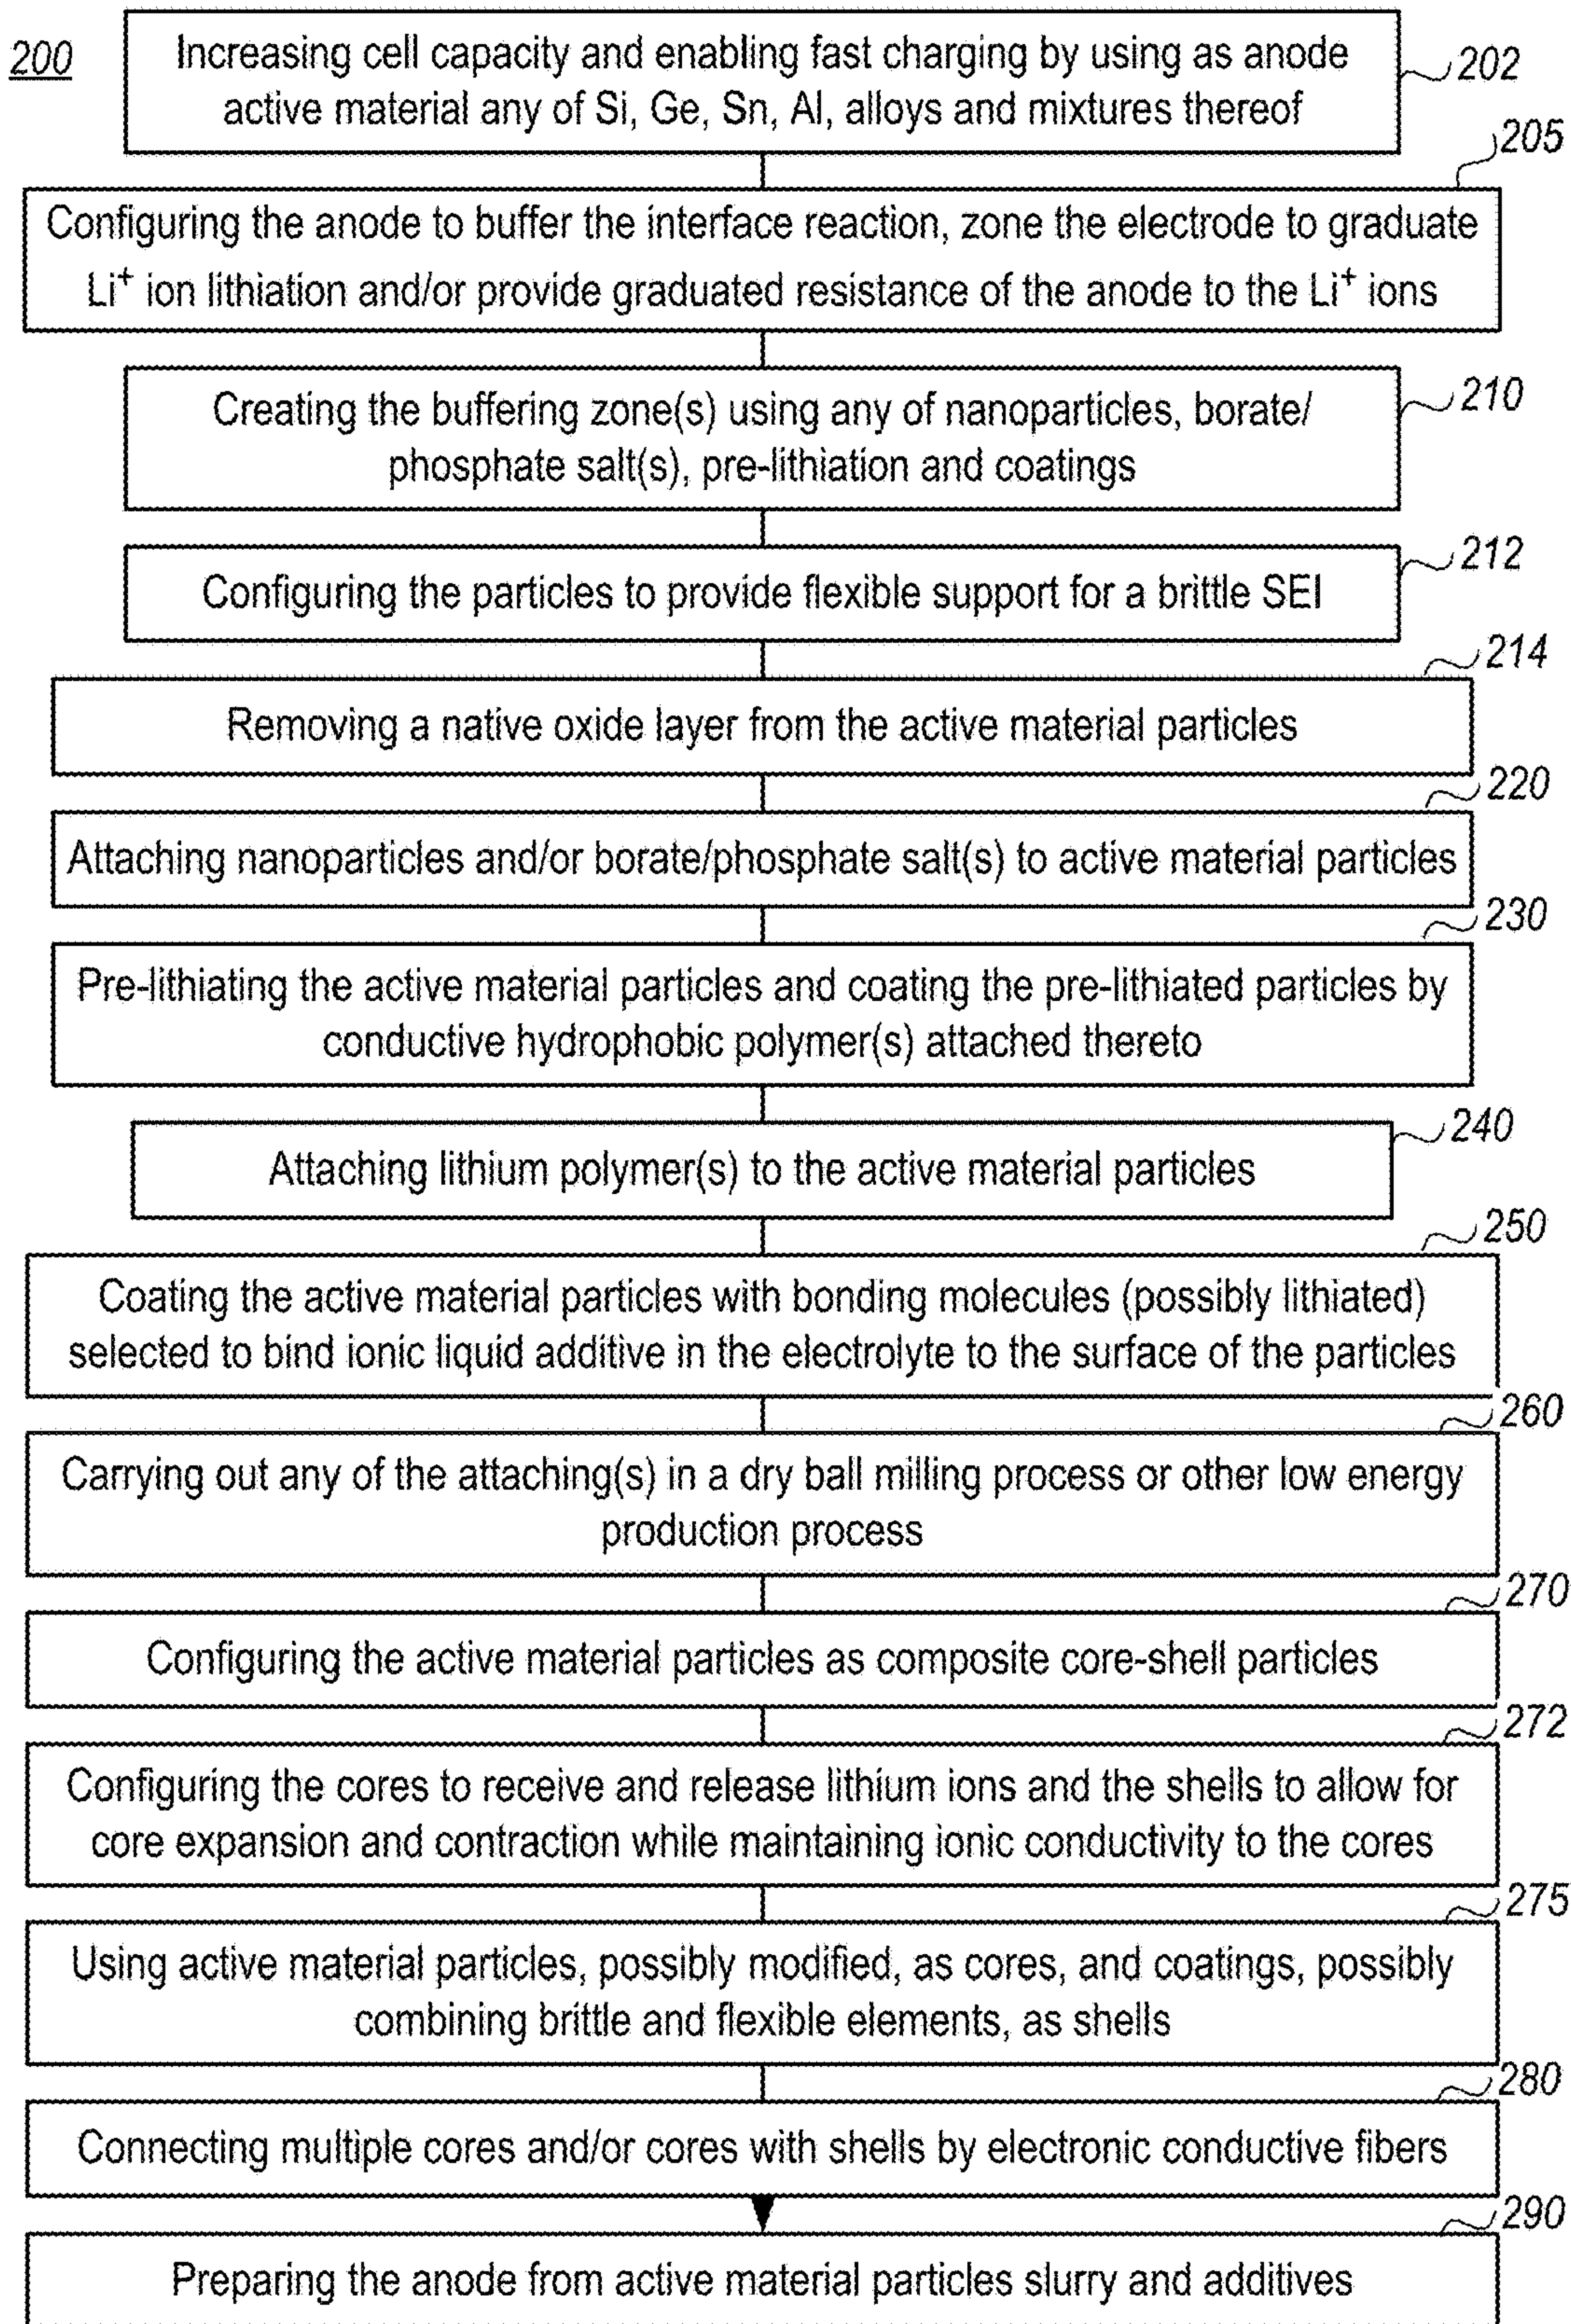 200
Increasing cell capacity and enabling fast charging by using as anode
active material any of Si, Ge, Sn, Al, alloys and mixtures thereof
202
205
Configuring the anode to buffer the interface reaction, zone the electrode to graduate
Li⁺ ion lithiation and/or provide graduated resistance of the anode to the Li⁺ ions
Creating the buffering zone(s) using any of nanoparticles, borate/
phosphate salt(s), pre-lithiation and coatings
210
Configuring the particles to provide flexible support for a brittle SEI
212
214
Removing a native oxide layer from the active material particles
220
Attaching nanoparticles and/or borate/phosphate salt(s) to active material particles
230
Pre-lithiating the active material particles and coating the pre-lithiated particles by
conductive hydrophobic polymer(s) attached thereto
240
Attaching lithium polymer(s) to the active material particles
250
Coating the active material particles with bonding molecules (possibly lithiated)
selected to bind ionic liquid additive in the electrolyte to the surface of the particles
260
Carrying out any of the attaching(s) in a dry ball milling process or other low energy
production process
270
Configuring the active material particles as composite core-shell particles
272
Configuring the cores to receive and release lithium ions and the shells to allow for
core expansion and contraction while maintaining ionic conductivity to the cores
275
Using active material particles, possibly modified, as cores, and coatings, possibly
combining brittle and flexible elements, as shells
280
Connecting multiple cores and/or cores with shells by electronic conductive fibers
290
Preparing the anode from active material particles slurry and additives